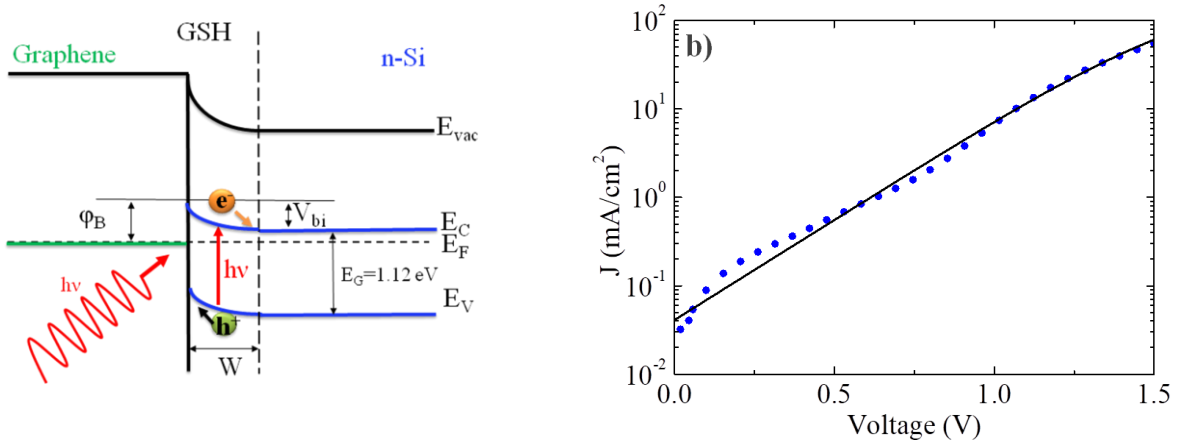 GSH
Graphene
n-Si
E_vac
e⁻
φ_B
V_bi
E_C
E_F
hν
hν
E_G=1.12 eV
E_V
h⁺
W
b)
J (mA/cm²)
10²
10¹
10⁰
10⁻¹
10⁻²
0.0 0.5 1.0 1.5
Voltage (V)